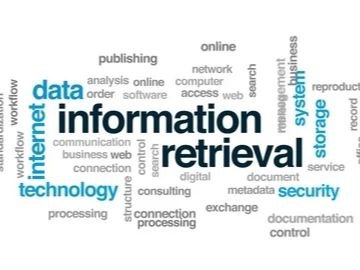 online
publishing
business
network
analysis
online
computer
search
management
system
reproduct
data
order
software
access
web
workflow
standardization
information
storage
record
internet
communication
retrieval
workflow
business
web
control
search
connection
service
digital
document
technology
structure
consulting
metadata
security
processing
connection
exchange
processing
documentation
control